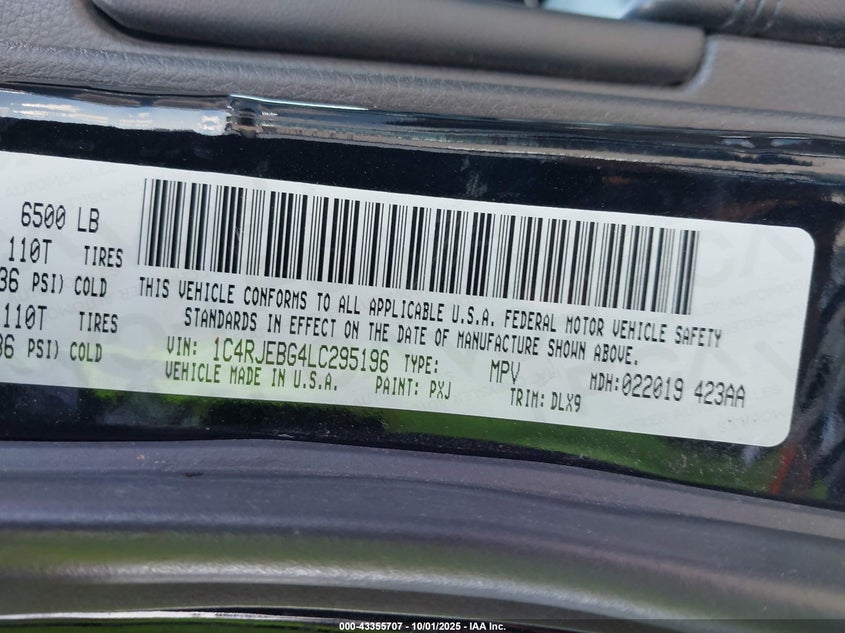 6500 LB
110T TIRES
36 PSI) COLD
110T TIRES
36 PSI) COLD
THIS VEHICLE CONFORMS TO ALL APPLICABLE U.S.A. FEDERAL MOTOR VEHICLE SAFETY
STANDARDS IN EFFECT ON THE DATE OF MANUFACTURE SHOWN ABOVE.
VIN: 1C4RJEBG4LC295196 TYPE: MPV MDH:022019 423AA
VEHICLE MADE IN U.S.A. PAINT: PXJ TRIM: DLX9
000-43355707 - 10/01/2025 - IAA Inc.